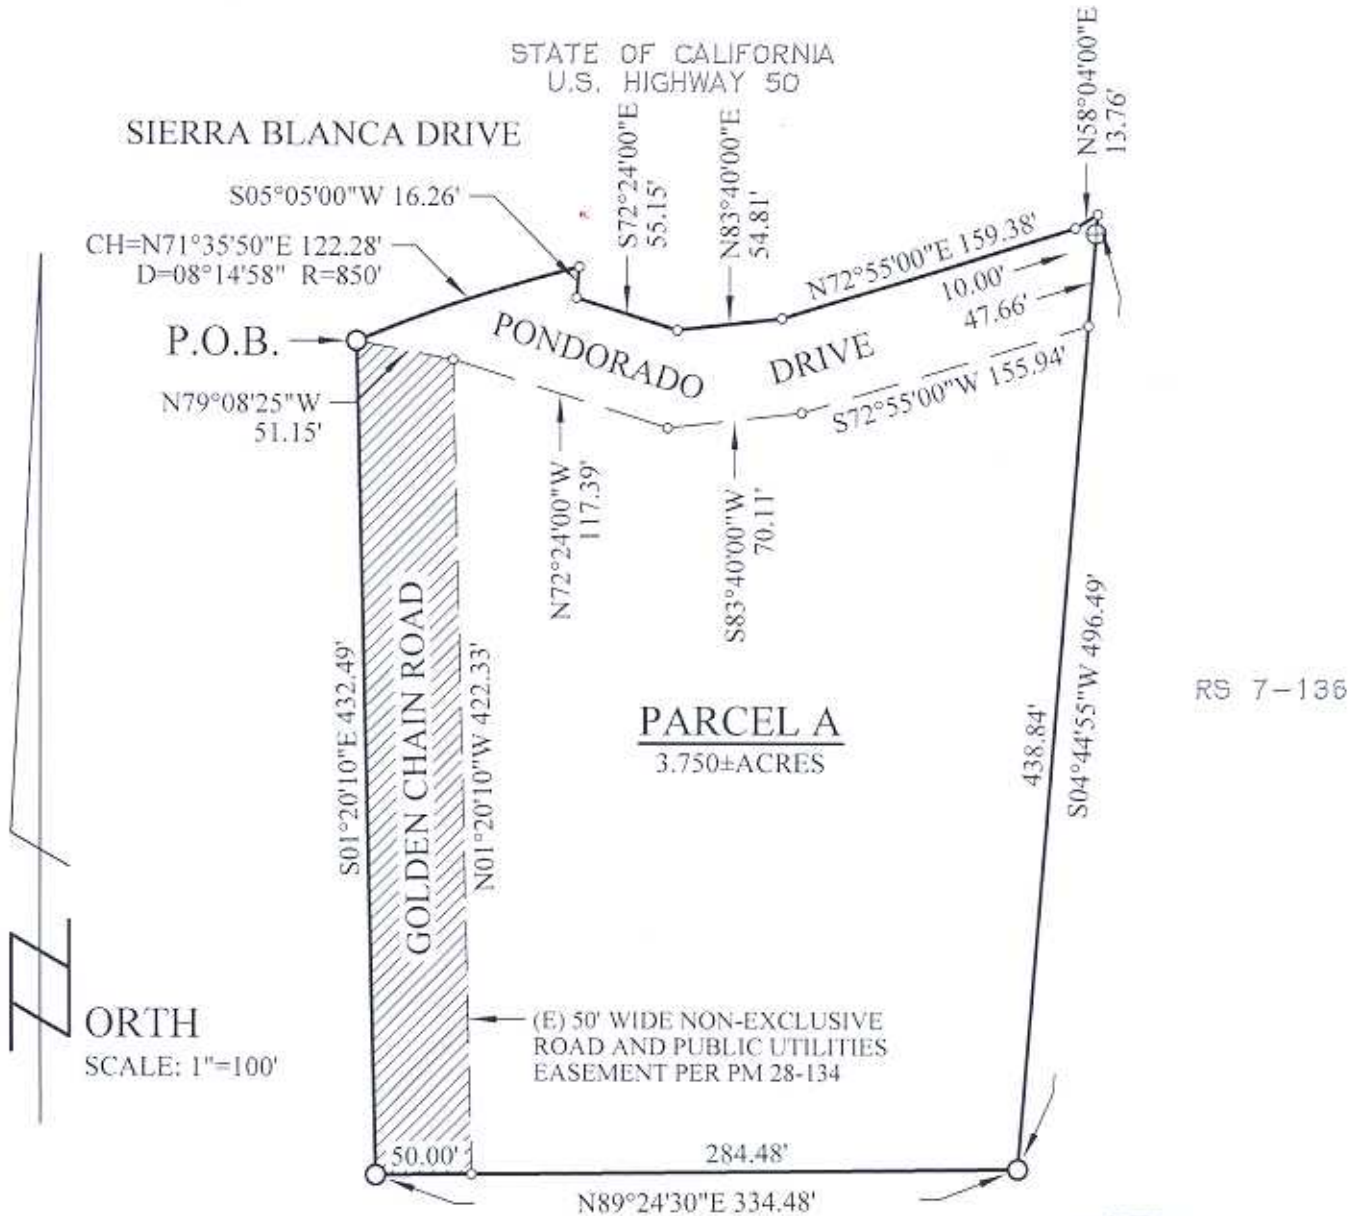 STATE OF CALIFORNIA
U.S. HIGHWAY 50
N58°04'00"E
13.76'
SIERRA BLANCA DRIVE
S05°05'00"W 16.26'
S72°24'00"E
55.15'
N83°40'00"E
54.81'
CH=N71°35'50"E 122.28'
D=08°14'58" R=850'
N72°55'00"E 159.38'
10.00'
47.66'
P.O.B.
PONDORADO
DRIVE
S72°55'00"W 155.94'
N79°08'25"W
51.15'
N72°24'00"W
117.39'
S83°40'00"W
70.11'
S01°20'10"E 432.49'
GOLDEN CHAIN ROAD
N01°20'10"W 422.33'
PARCEL A
3.750±ACRES
438.84'
S04°44'55"W 496.49'
RS 7-136
NORTH
SCALE: 1"=100'
(E) 50' WIDE NON-EXCLUSIVE
ROAD AND PUBLIC UTILITIES
EASEMENT PER PM 28-134
50.00'
284.48'
N89°24'30"E 334.48'